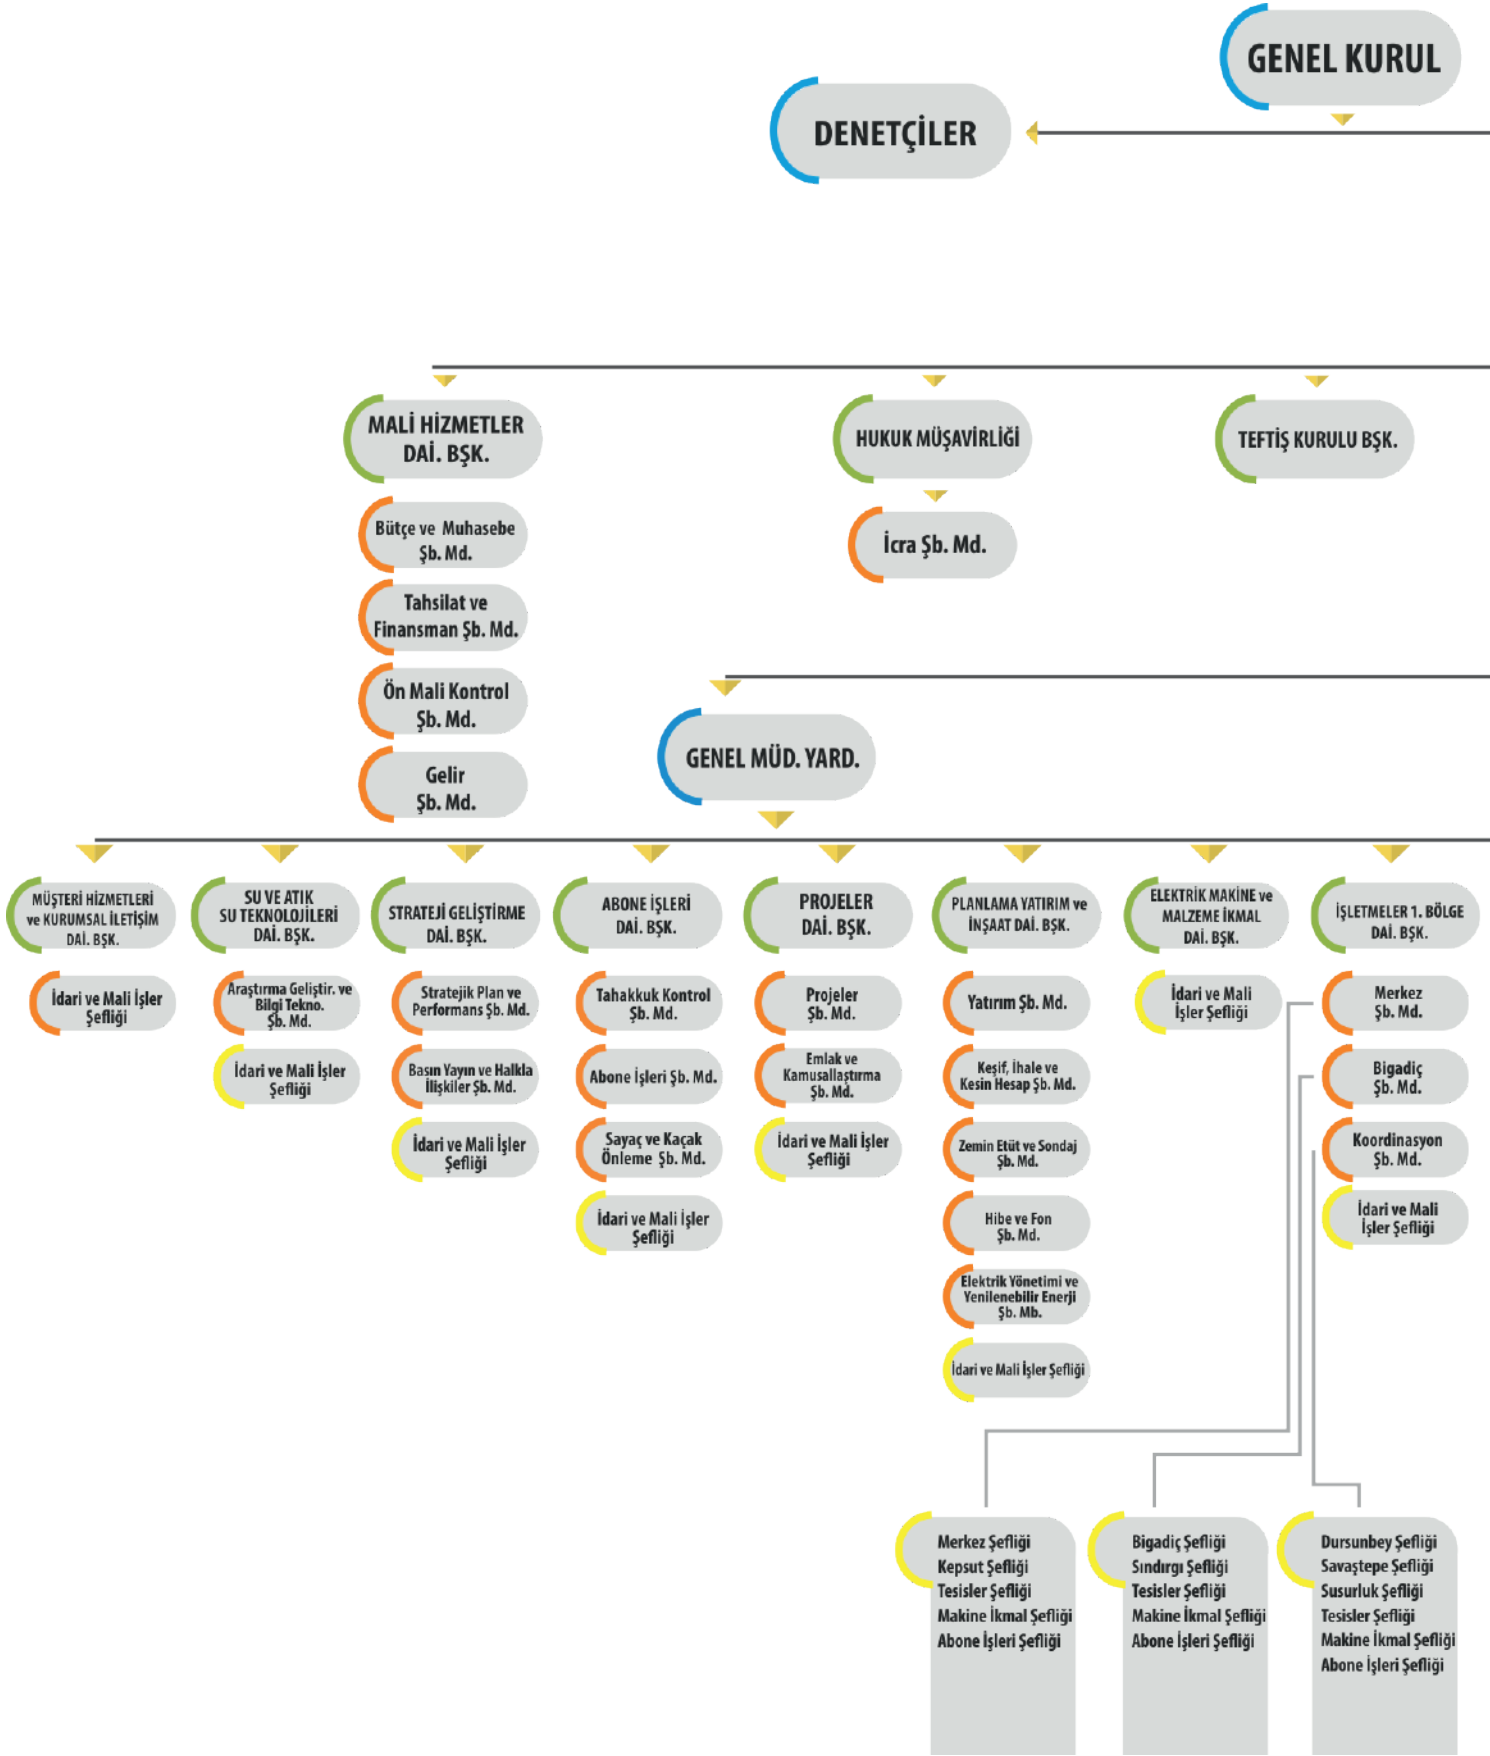 GENEL KURUL
DENETÇİLER
MALİ HİZMETLER
DAİ. BŞK.
Bütçe ve Muhasebe
Şb. Md.
Tahsilat ve
Finansman Şb. Md.
Ön Mali Kontrol
Şb. Md.
Gelir
Şb. Md.
HUKUK MÜŞAVİRLİĞİ
İcra Şb. Md.
TEFTİŞ KURULU BŞK.
GENEL MÜD. YARD.
MÜŞTERİ HİZMETLERİ
ve KURUMSAL İLETİŞİM
DAİ. BŞK.
İdari ve Mali İşler
Şefliği
SU VE ATIK
SU TEKNOLOJİLERİ
DAİ. BŞK.
Araştırma Geliştir. ve
Bilgi Tekno.
Şb. Md.
İdari ve Mali İşler
Şefliği
STRATEJİ GELİŞTİRME
DAİ. BŞK.
Stratejik Plan ve
Performans Şb. Md.
Basın Yayın ve Halkla
İlişkiler Şb. Md.
İdari ve Mali İşler
Şefliği
ABONE İŞLERİ
DAİ. BŞK.
Tahakkuk Kontrol
Şb. Md.
Abone İşleri Şb. Md.
Sayaç ve Kaçak
Önleme Şb. Md.
İdari ve Mali İşler
Şefliği
PROJELER
DAİ. BŞK.
Projeler
Şb. Md.
Emlak ve
Kamusallaştırma
Şb. Md.
İdari ve Mali İşler
Şefliği
PLANLAMA YATIRIM ve
İNŞAAT DAİ. BŞK.
Yatırım Şb. Md.
Keşif, İhale ve
Kesin Hesap Şb. Md.
Zemin Etüt ve Sondaj
Şb. Md.
Hibe ve Fon
Şb. Md.
Elektrik Yönetimi ve
Yenilenebilir Enerji
Şb. Mb.
İdari ve Mali İşler Şefliği
ELEKTRİK MAKİNE ve
MALZEME İKMAL
DAİ. BŞK.
İdari ve Mali
İşler Şefliği
İŞLETMELER 1. BÖLGE
DAİ. BŞK.
Merkez
Şb. Md.
Bigadiç
Şb. Md.
Koordinasyon
Şb. Md.
İdari ve Mali
İşler Şefliği
Merkez Şefliği
Kepsut Şefliği
Tesisler Şefliği
Makine İkmal Şefliği
Abone İşleri Şefliği
Bigadiç Şefliği
Sındırgı Şefliği
Tesisler Şefliği
Makine İkmal Şefliği
Abone İşleri Şefliği
Dursunbey Şefliği
Savaştepe Şefliği
Susurluk Şefliği
Tesisler Şefliği
Makine İkmal Şefliği
Abone İşleri Şefliği